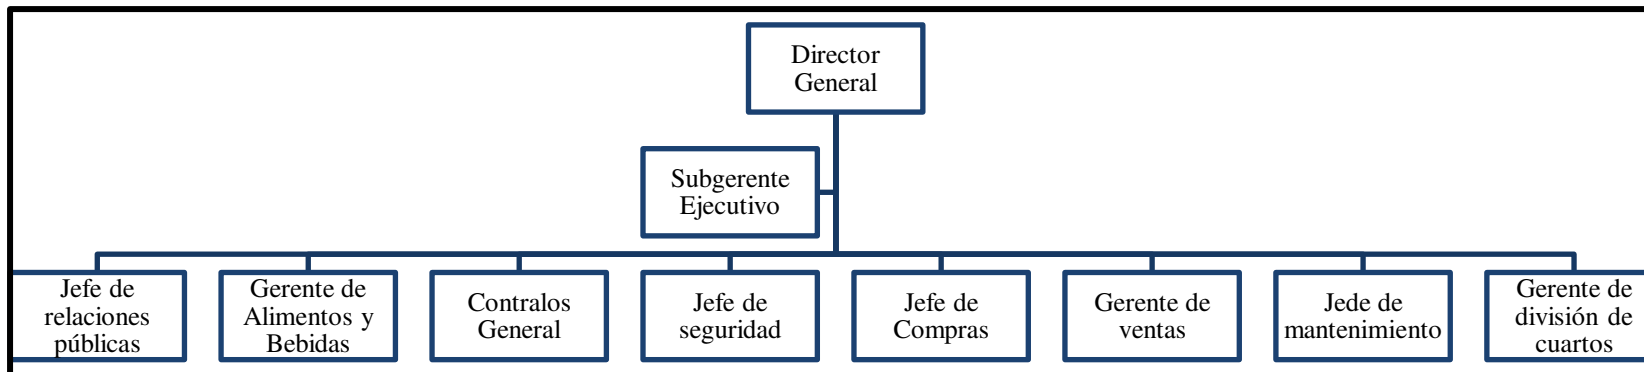 Director
General
Subgerente
Ejecutivo
Jefe de
relaciones
públicas
Gerente de
Alimentos y
Bebidas
Contralos
General
Jefe de
seguridad
Jefe de
Compras
Gerente de
ventas
Jede de
mantenimiento
Gerente de
división de
cuartos